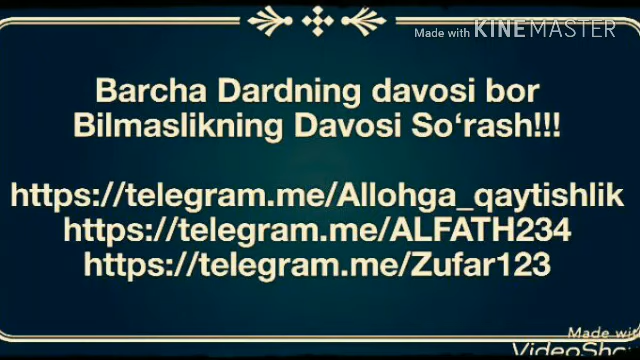 Made with KINEMASTER
Barcha Dardning davosi bor
Bilmaslikning Davosi So‘rash!!!
https://telegram.me/Allohga_qaytishlik
https://telegram.me/ALFATH234
https://telegram.me/Zufar123
Made